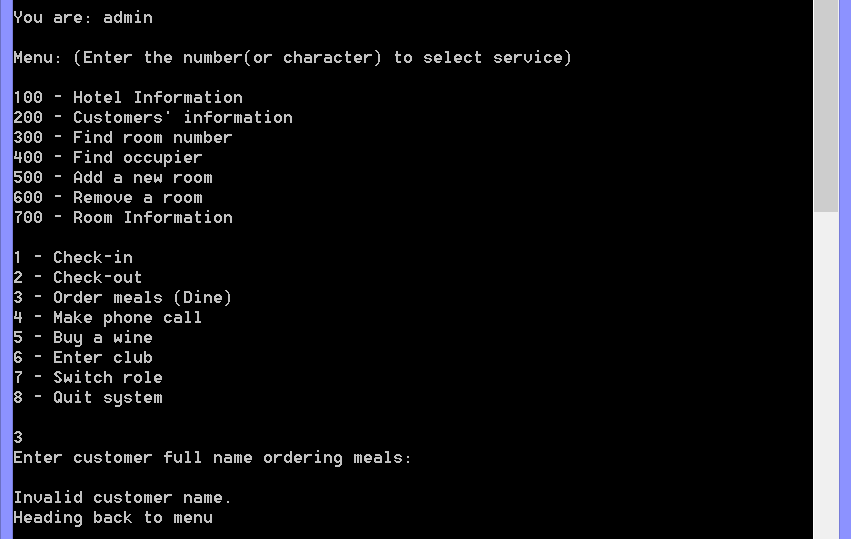 You are: admin
Menu: (Enter the number(or character) to select service)
100 - Hotel Information
200 - Customers' information
300 - Find room number
400 - Find occupier
500 - Add a new room
600 - Remove a room
700 - Room Information
1 - Check-in
2 - Check-out
3 - Order meals (Dine)
4 - Make phone call
5 - Buy a wine
6 - Enter club
7 - Switch role
8 - Quit system
3
Enter customer full name ordering meals:
Invalid customer name.
Heading back to menu